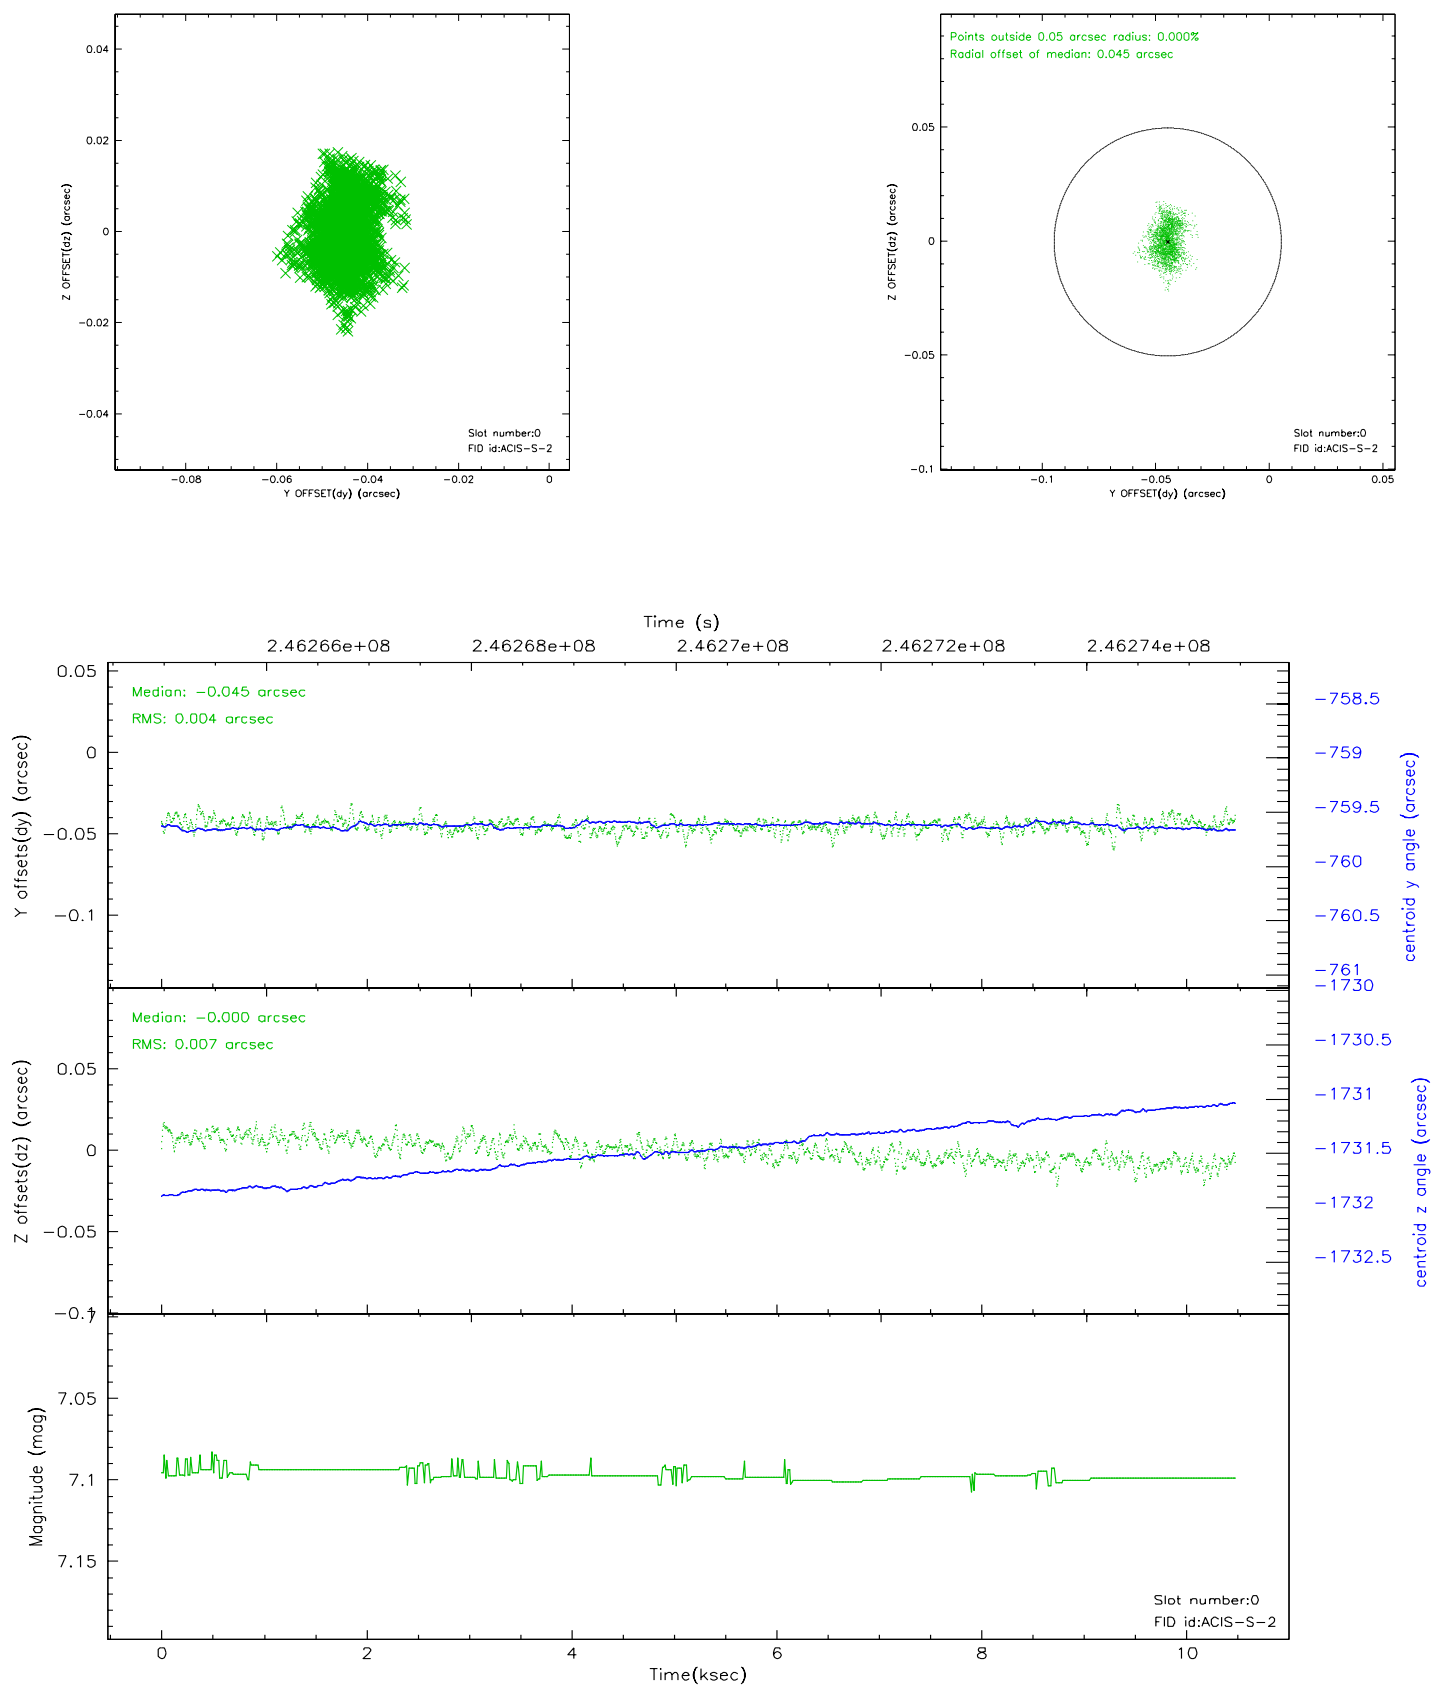 0.04
0.02
0
−0.02
−0.04
Z OFFSET(dz) (arcsec)
Slot number:0
FID id:ACIS−S−2
−0.08
−0.06
−0.04
−0.02
0
Y OFFSET(dy) (arcsec)
Points outside 0.05 arcsec radius: 0.000%
Radial offset of median: 0.045 arcsec
0.05
0
−0.05
−0.1
Z OFFSET(dz) (arcsec)
Slot number:0
FID id:ACIS−S−2
−0.1
−0.05
0
0.05
Y OFFSET(dy) (arcsec)
Time (s)
2.46266e+08
2.46268e+08
2.4627e+08
2.46272e+08
2.46274e+08
Median: −0.045 arcsec
RMS: 0.004 arcsec
0.05
0
−0.05
−0.1
Y offsets(dy) (arcsec)
−758.5
−759
−759.5
−760
−760.5
−761
centroid y angle (arcsec)
Median: −0.000 arcsec
RMS: 0.007 arcsec
0.05
0
−0.05
−0.1
Z offsets(dz) (arcsec)
−1730
−1730.5
−1731
−1731.5
−1732
−1732.5
centroid z angle (arcsec)
7
7.05
7.1
7.15
Magnitude (mag)
Slot number:0
FID id:ACIS−S−2
0
2
4
6
8
10
Time(ksec)